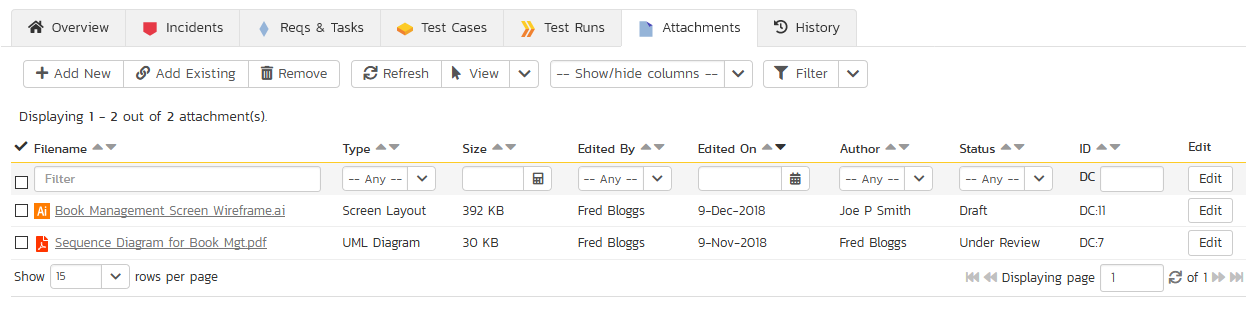 Overview Incidents Reqs & Tasks Test Cases Test Runs Attachments History
Add New Add Existing Remove Refresh View -- Show/hide columns -- Filter
Displaying 1 - 2 out of 2 attachment(s).
Filename Type Size Edited By Edited On Author Status ID Edit
Filter -- Any -- -- Any -- -- Any -- -- Any -- DC Edit
Ai Book Management Screen Wireframe.ai Screen Layout 392 KB Fred Bloggs 9-Dec-2018 Joe P Smith Draft DC:11 Edit
Sequence Diagram for Book Mgt.pdf UML Diagram 30 KB Fred Bloggs 9-Nov-2018 Fred Bloggs Under Review DC:7 Edit
Show 15 rows per page Displaying page 1 of 1